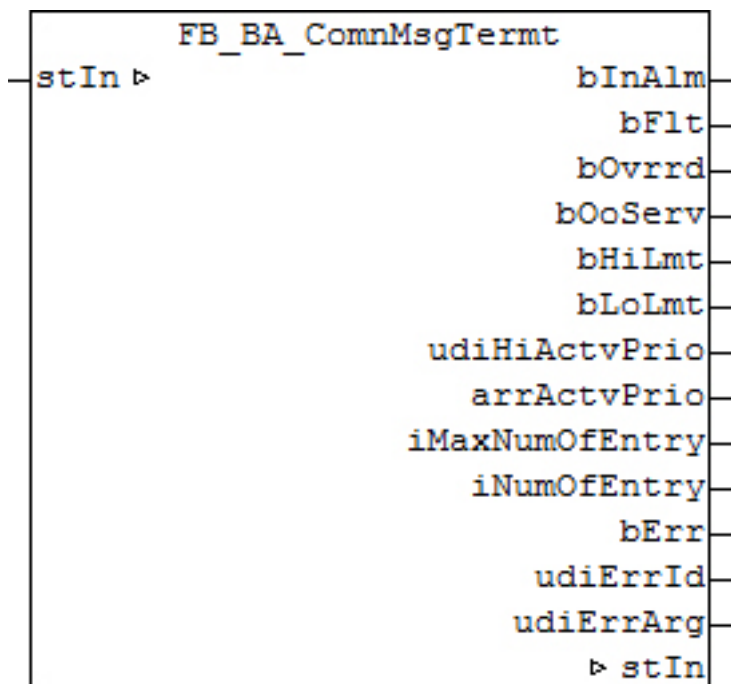 FB_BA_ComnMsgTermt
stIn ▷ bInAlm
bFlt
bOvrrd
bOoServ
bHiLmt
bLoLmt
udiHiActvPrio
arrActvPrio
iMaxNumOfEntry
iNumOfEntry
bErr
udiErrId
udiErrArg
▷ stIn